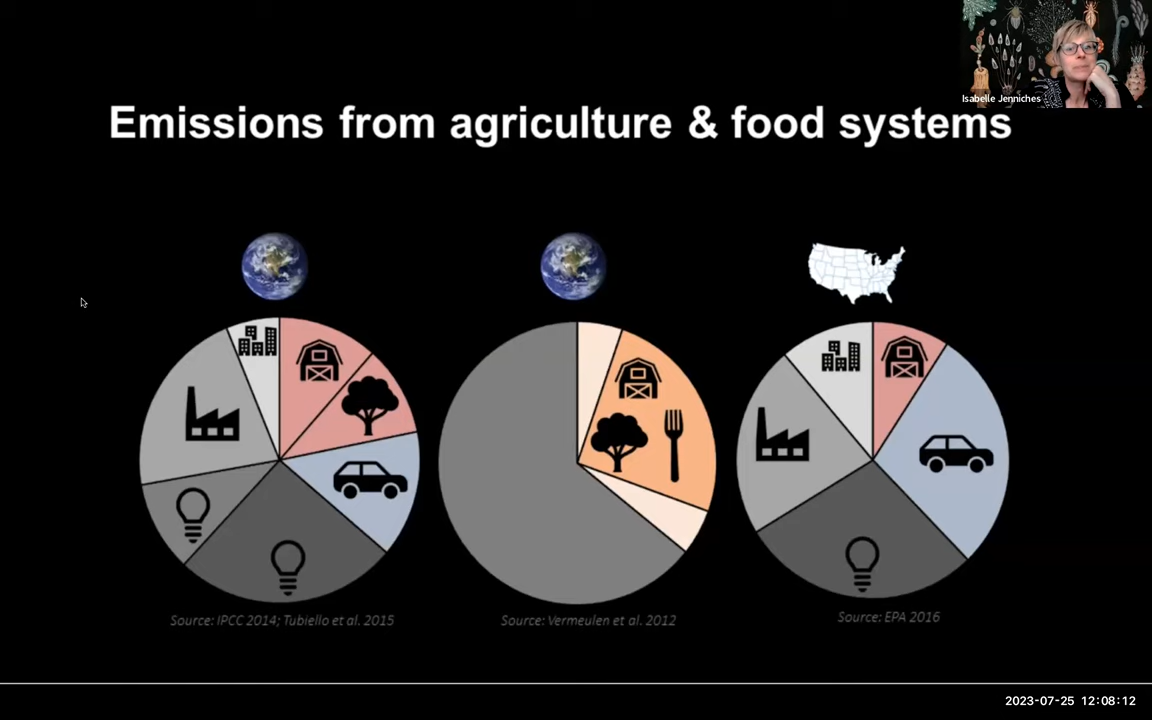 Isabelle Jenniches
Emissions from agriculture & food systems
Source: IPCC 2014; Tubiello et al. 2015
Source: Vermeulen et al. 2012
Source: EPA 2016
2023-07-25 12:08:12